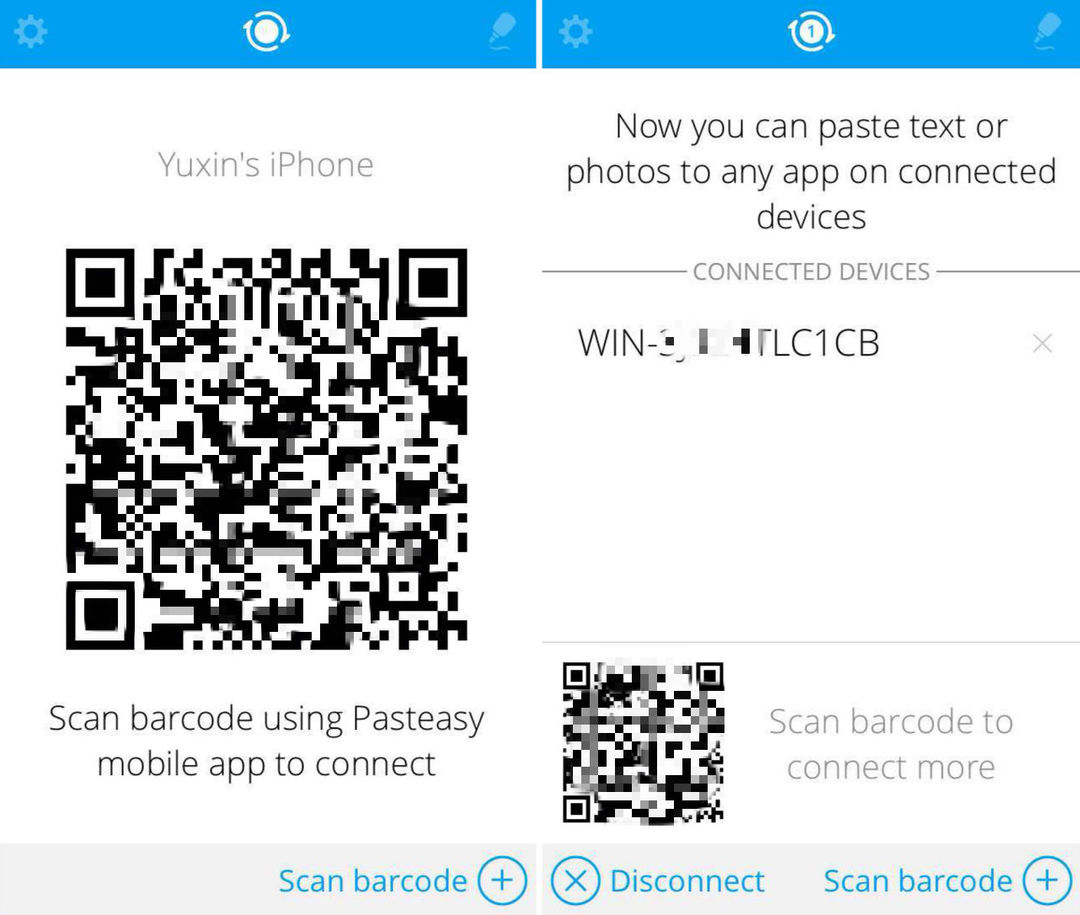 Yuxin's iPhone
Scan barcode using Pasteasy
mobile app to connect
Scan barcode
1
Now you can paste text or
photos to any app on connected
devices
CONNECTED DEVICES
Scan barcode to
connect more
Disconnect
Scan barcode